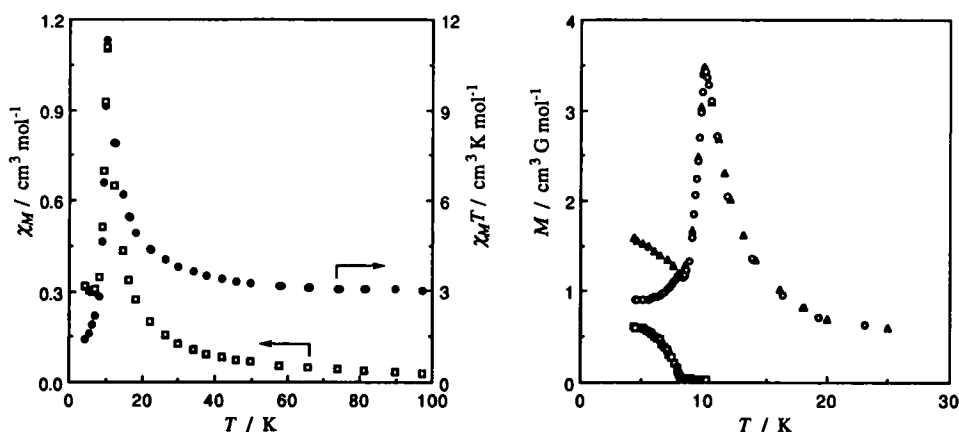 1.2
0.9
0.6
0.3
0.0
χM / cm³ mol⁻¹
12
9
6
3
0
χMT / cm³ K mol⁻¹
0 20 40 60 80 100
T / K
4
3
2
1
0
M / cm³ G mol⁻¹
0 10 20 30
T / K